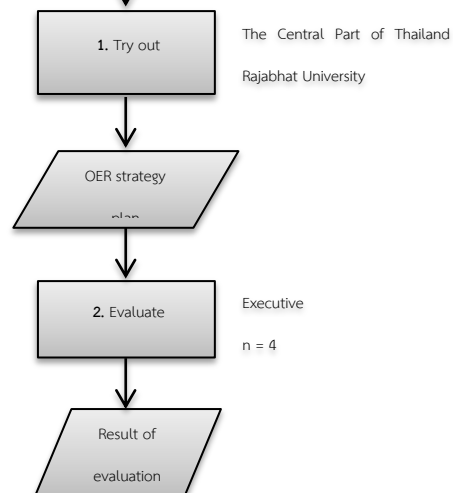 1. Try out
The Central Part of Thailand
Rajabhat University
OER strategy
plan
2. Evaluate
Executive
n = 4
Result of
evaluation